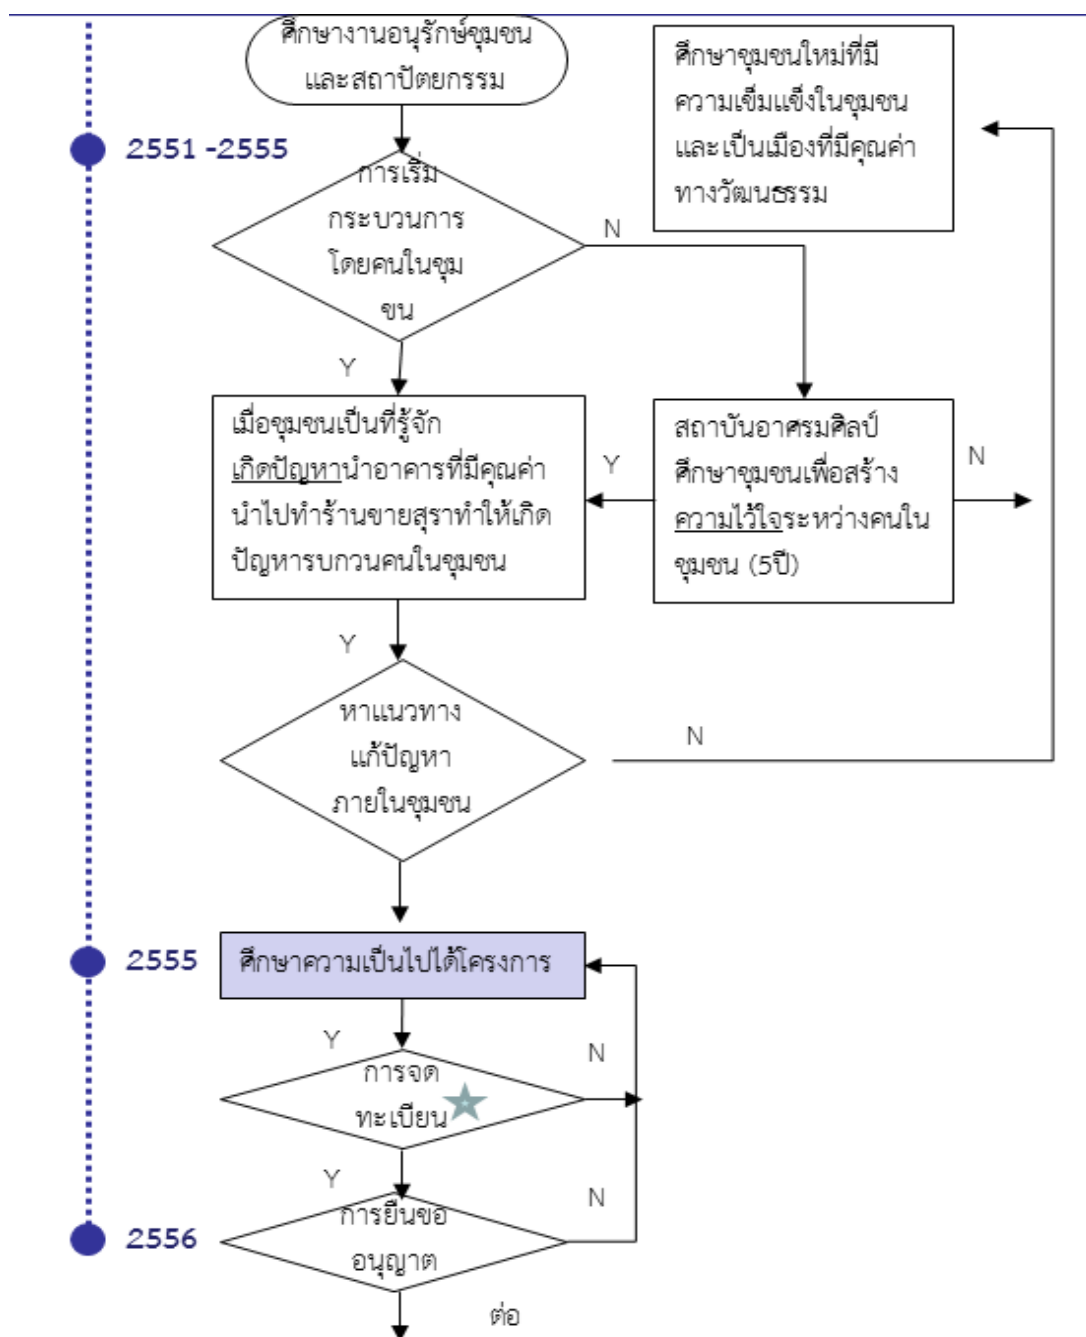 ศึกษางานอนุรักษ์ชุมชน
และสถาปัตยกรรม
ศึกษาชุมชนใหม่ที่มี
ความเข็มแข็งในชุมชน
และเป็นเมืองที่มีคุณค่า
ทางวัฒนธรรม
2551 -2555
การเริ่ม
กระบวนการ
โดยคนในชุม
ชน
N
Y
เมื่อชุมชนเป็นที่รู้จัก
เกิดปัญหานำอาคารที่มีคุณค่า
นำไปทำร้านขายสุราทำให้เกิด
ปัญหารบกวนคนในชุมชน
Y
สถาบันอาศรมศิลป์
ศึกษาชุมชนเพื่อสร้าง
ความไว้ใจระหว่างคนใน
ชุมชน (5ปี)
N
Y
หาแนวทาง
แก้ปัญหา
ภายในชุมชน
N
2555
ศึกษาความเป็นไปได้โครงการ
Y
N
การจด
ทะเบียน
Y
N
2556
การยื่นขอ
อนุญาต
ต่อ